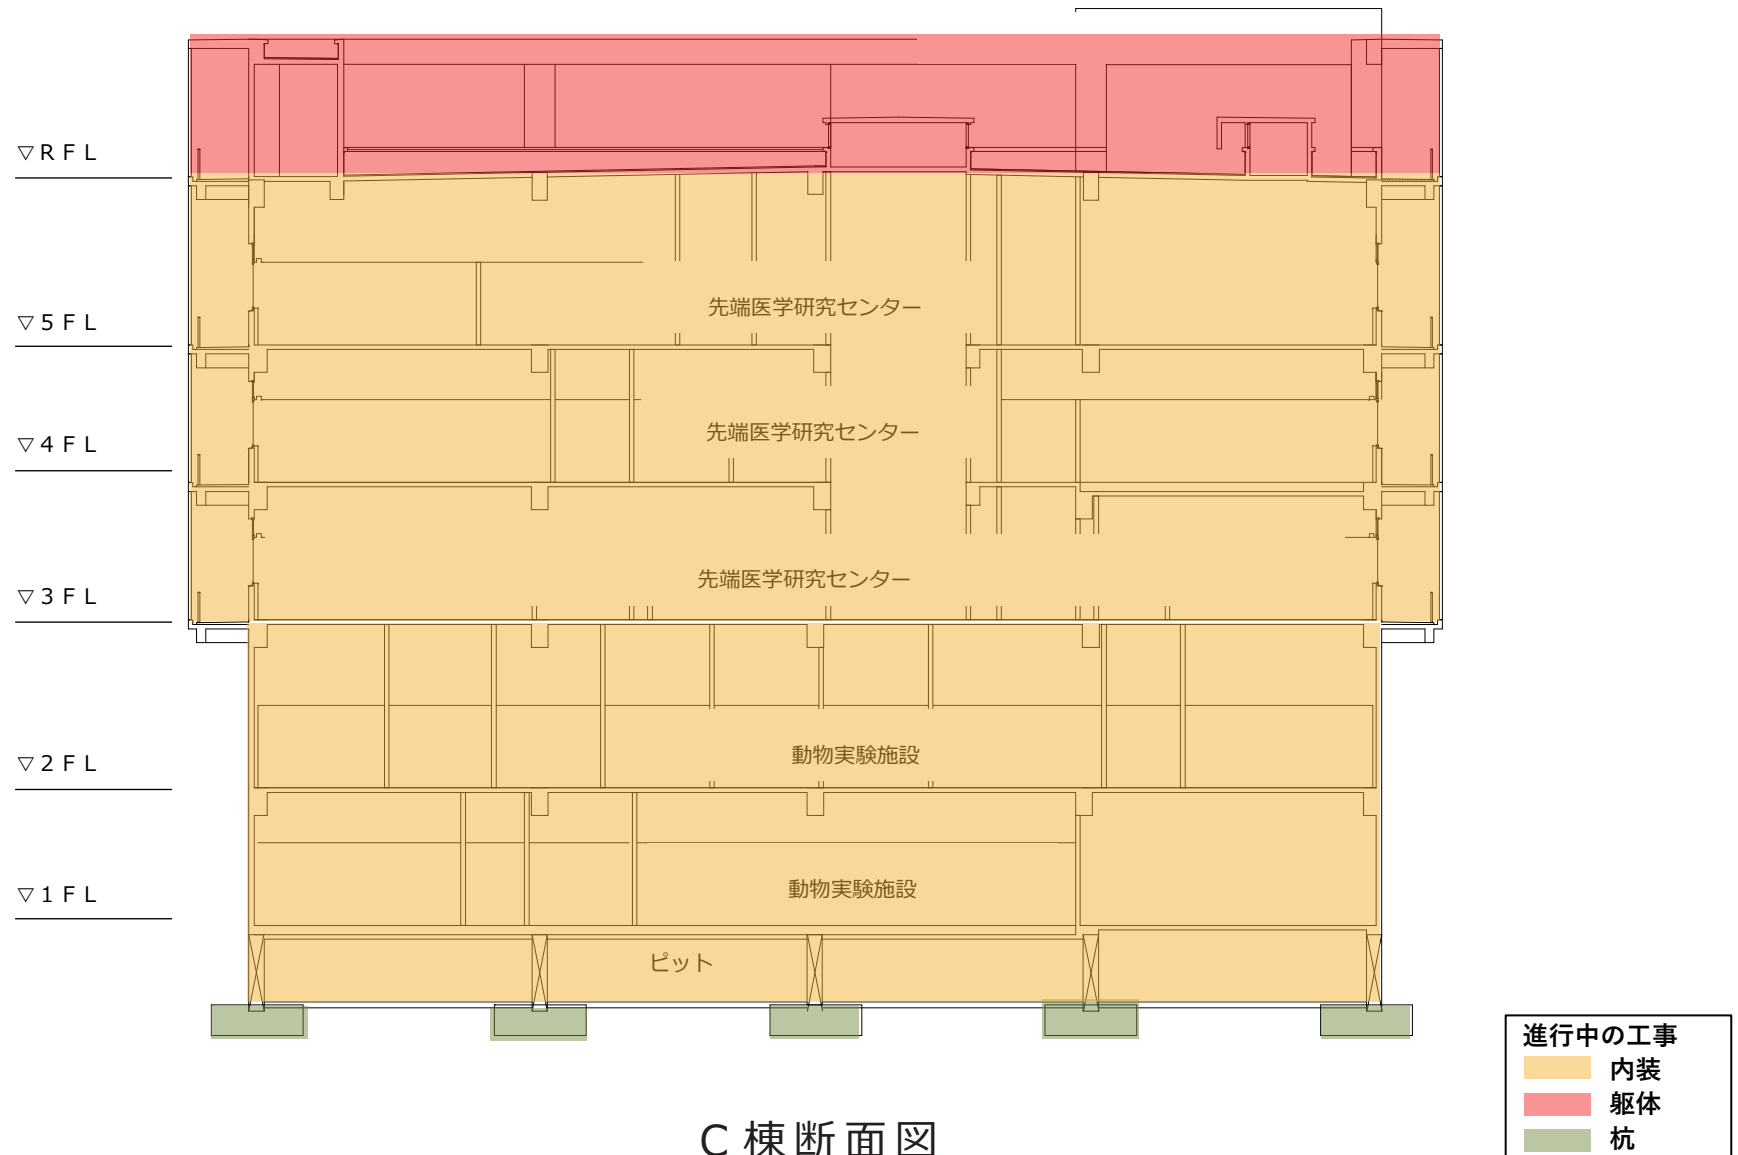 ▽RFL
▽5FL
先端医学研究センター
▽4FL
先端医学研究センター
▽3FL
先端医学研究センター
▽2FL
動物実験施設
▽1FL
動物実験施設
ピット
進行中の工事
内装
躯体
杭
C棟断面図